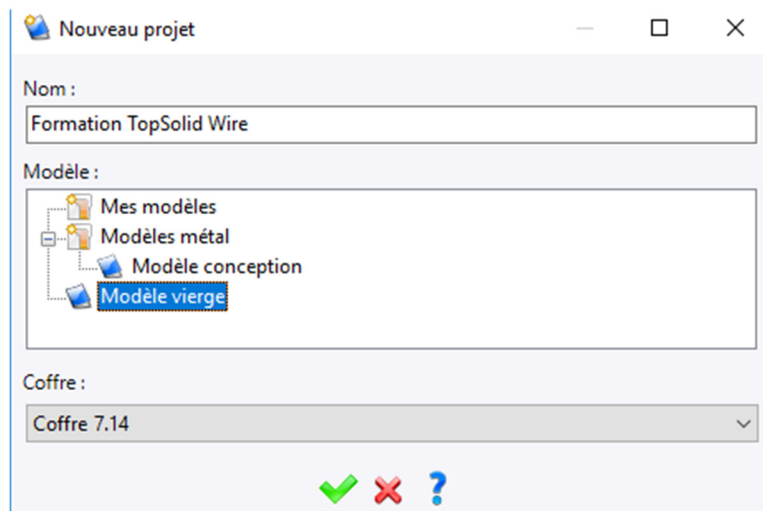 Nouveau projet
Nom :
Formation TopSolid Wire
Modèle :
Mes modèles
Modèles métal
Modèle conception
Modèle vierge
Coffre :
Coffre 7.14